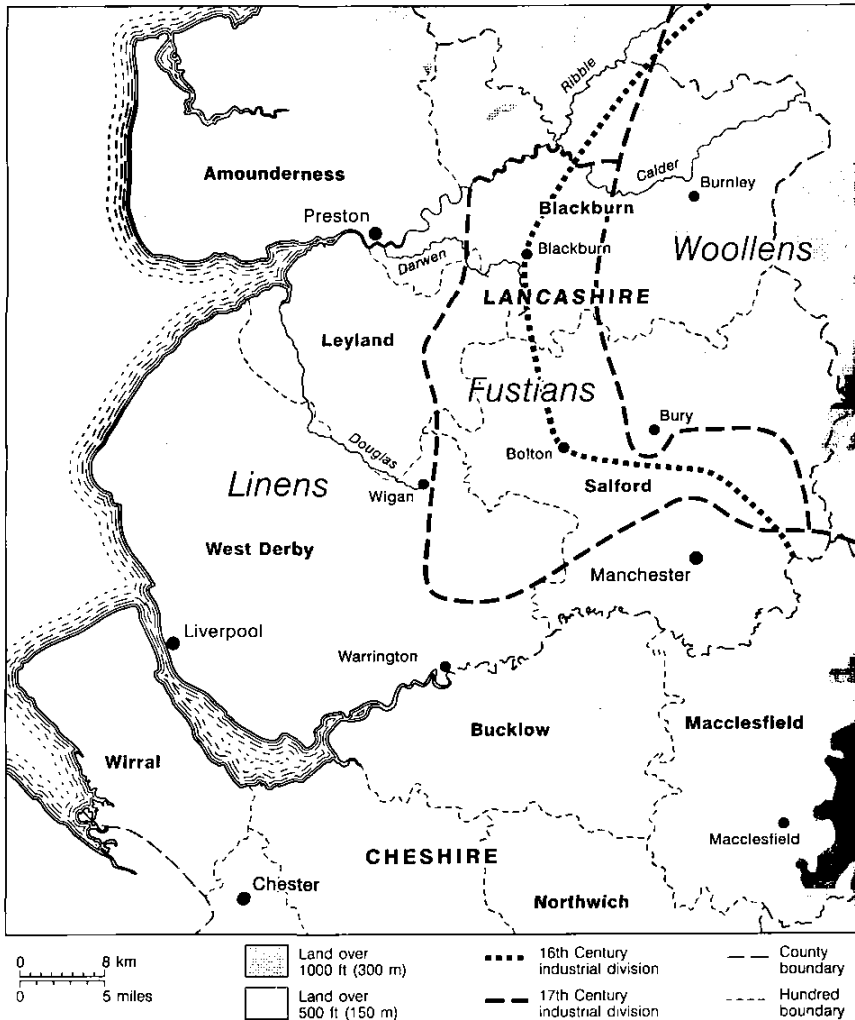 Ribble
Amounderness
Calder
Burnley
Blackburn
Preston
Woollens
Blackburn
Darwen
LANCASHIRE
Leyland
Fustians
Bury
Douglas
Bolton
Linens
Wigan
Salford
West Derby
Manchester
Liverpool
Warrington
Bucklow
Macclesfield
Wirral
Macclesfield
CHESHIRE
Chester
Northwich
0 8 km
0 5 miles
Land over
1000 ft (300 m)
Land over
500 ft (150 m)
16th Century
industrial division
17th Century
industrial division
County
boundary
Hundred
boundary